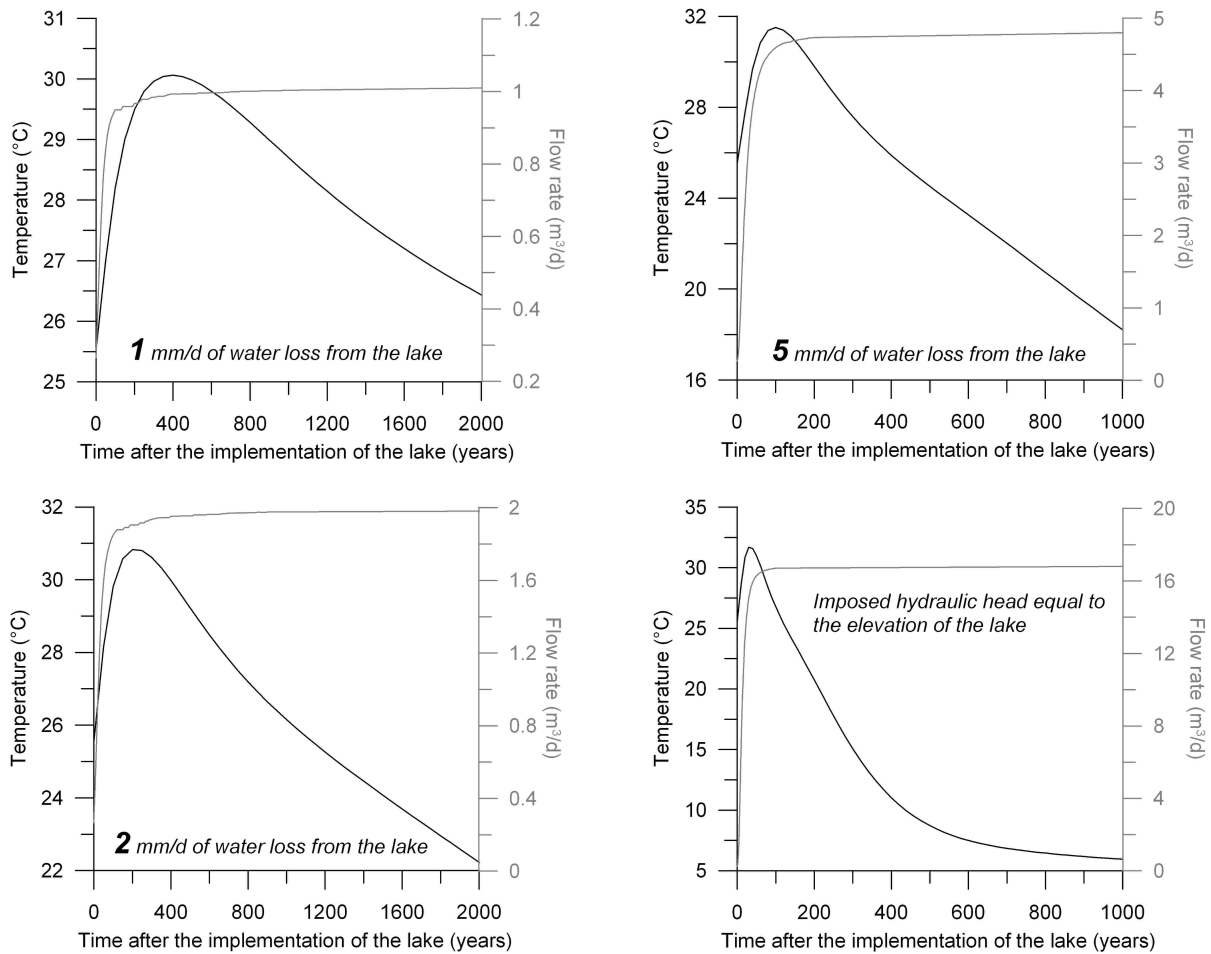 31
30
29
28
27
26
25
Temperature (°C)
1.2
1
0.8
0.6
0.4
0.2
Flow rate (m³/d)
1 mm/d of water loss from the lake
0 400 800 1200 1600 2000
Time after the implementation of the lake (years)
32
28
24
20
16
Temperature (°C)
5
4
3
2
1
0
Flow rate (m³/d)
5 mm/d of water loss from the lake
0 200 400 600 800 1000
Time after the implementation of the lake (years)
32
30
28
26
24
22
Temperature (°C)
2
1.6
1.2
0.8
0.4
0
Flow rate (m³/d)
2 mm/d of water loss from the lake
0 400 800 1200 1600 2000
Time after the implementation of the lake (years)
35
30
25
20
15
10
5
Temperature (°C)
20
16
12
8
4
0
Flow rate (m³/d)
Imposed hydraulic head equal to
the elevation of the lake
0 200 400 600 800 1000
Time after the implementation of the lake (years)